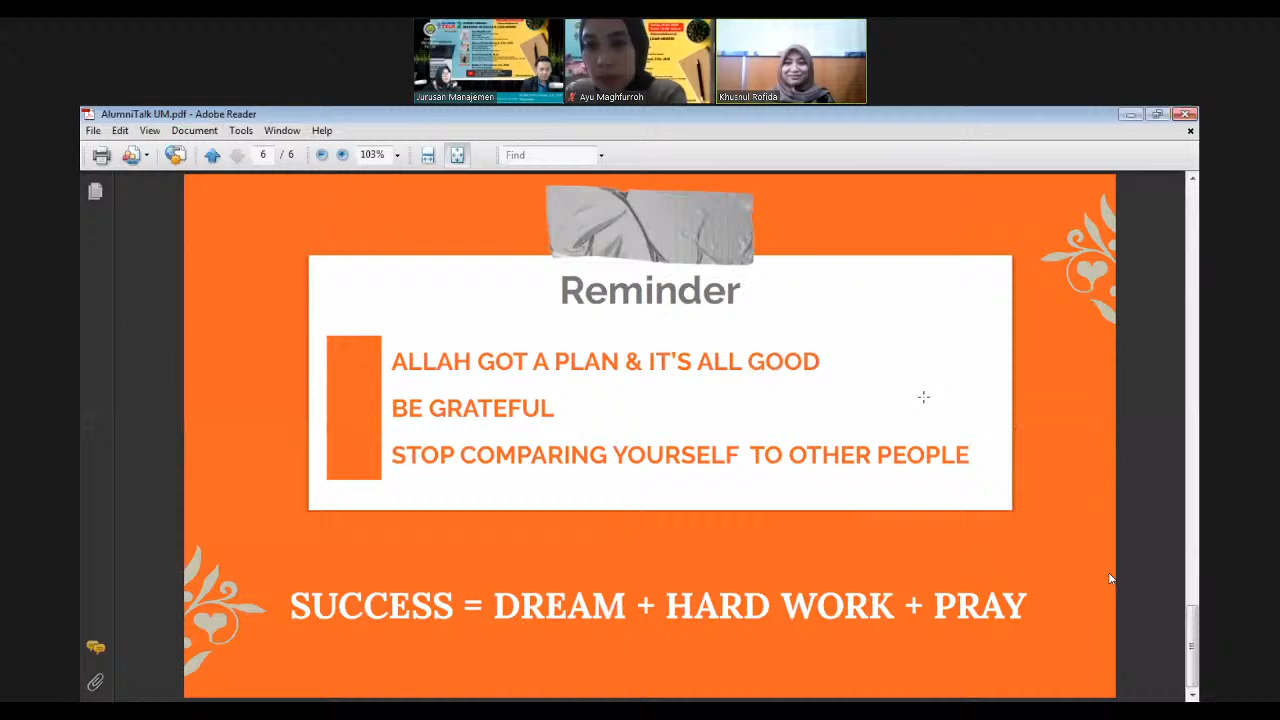 Jurusan Manajemen
Ayu Maghfurroh
Khusnul Rofida
AlumniTalk UM.pdf - Adobe Reader
File Edit View Document Tools Window Help
6 / 6 103% Find
Reminder
ALLAH GOT A PLAN & IT'S ALL GOOD
BE GRATEFUL
STOP COMPARING YOURSELF TO OTHER PEOPLE
SUCCESS = DREAM + HARD WORK + PRAY